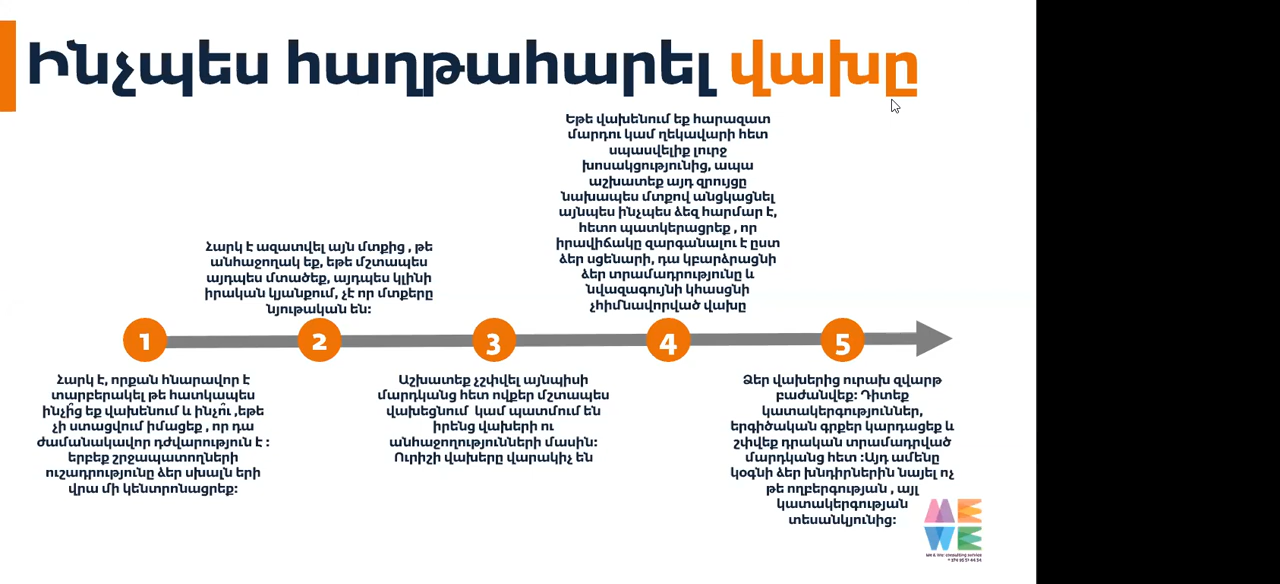 Ինչպես հաղթահարել վախը
1
Հարկ է, որքան հնարավոր է
տարբերակել թե հատկապես
ինչի՞ց եք վախենում և ինչո՞ւ ,եթե
չի ստացվում իմացեք , որ դա
ժամանակավոր դժվարություն է :
երբեք շրջապատողների
ուշադրությունը ձեր սխալն երի
վրա մի կենտրոնացրեք:
Հարկ է ազատվել այն մտքից , թե
անհաջողակ եք, եթե մշտապես
այդպես մտածեք, այդպես կլինի
իրական կյանքում, չէ որ մտքերը
նյութական են:
2
3
Աշխատեք չշփվել այնպիսի
մարդկանց հետ ովքեր մշտապես
վախեցնում կամ պատմում են
իրենց վախերի ու
անհաջողությունների մասին:
Ուրիշի վախերը վարակիչ են
Եթե վախենում եք հարազատ
մարդու կամ ղեկավարի հետ
սպասվելիք լուրջ
խոսակցությունից, ապա
աշխատեք այդ զրույցը
նախապես մտքով անցկացնել
այնպես ինչպես ձեզ հարմար է,
հետո պատկերացրեք , որ
իրավիճակը զարգանալու է ըստ
ձեր սցենարի, դա կբարձրացնի
ձեր տրամադրությունը և
նվազագույնի կհասցնի
չհիմնավորված վախը
4
5
Ձեր վախերից ուրախ զվարթ
բաժանվեք: Դիտեք
կատակերգություններ,
երգիծական գրքեր կարդացեք և
շփվեք դրական տրամադրված
մարդկանց հետ :Այդ ամենը
կօգնի ձեր խնդիրներին նայել ոչ
թե ողբերգության , այլ
կատակերգության
տեսանկյունից:
ME
WE